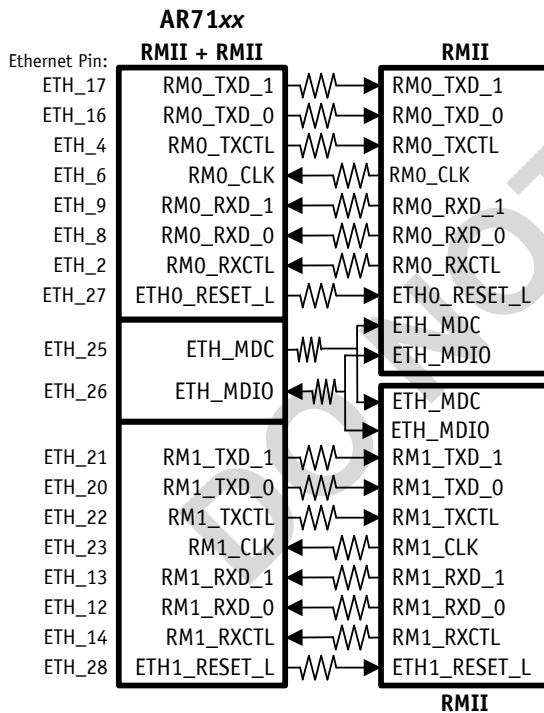 AR71xx
Ethernet Pin: RMII + RMII RMII
ETH_17 RM0_TXD_1 RM0_TXD_1
ETH_16 RM0_TXD_0 RM0_TXD_0
ETH_4 RM0_TXCTL RM0_TXCTL
ETH_6 RM0_CLK RM0_CLK
ETH_9 RM0_RXD_1 RM0_RXD_1
ETH_8 RM0_RXD_0 RM0_RXD_0
ETH_2 RM0_RXCTL RM0_RXCTL
ETH_27 ETH0_RESET_L ETH0_RESET_L
ETH_MDC
ETH_25 ETH_MDC ETH_MDIO
ETH_26 ETH_MDIO ETH_MDC
ETH_MDIO
ETH_21 RM1_TXD_1 RM1_TXD_1
ETH_20 RM1_TXD_0 RM1_TXD_0
ETH_22 RM1_TXCTL RM1_TXCTL
ETH_23 RM1_CLK RM1_CLK
ETH_13 RM1_RXD_1 RM1_RXD_1
ETH_12 RM1_RXD_0 RM1_RXD_0
ETH_14 RM1_RXCTL RM1_RXCTL
ETH_28 ETH1_RESET_L ETH1_RESET_L
RMII
DO NOT